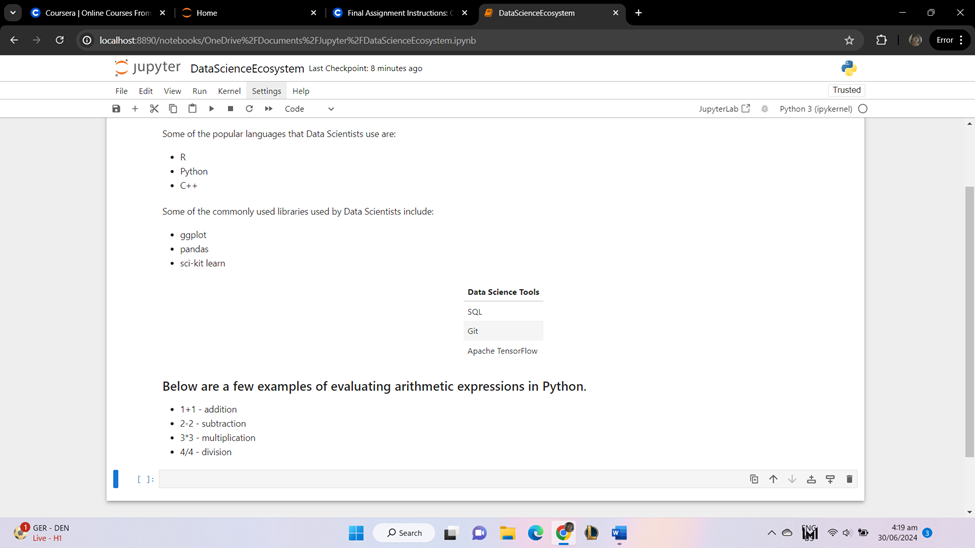 Coursera | Online Courses From
Home
Final Assignment Instructions: C
DataScienceEcosystem
localhost:8890/notebooks/OneDrive%2FDocuments%2FJupyter%2FDataScienceEcosystem.ipynb
Error
jupyter DataScienceEcosystem Last Checkpoint: 8 minutes ago
File Edit View Run Kernel Settings Help
Trusted
Code
JupyterLab
Python 3 (ipykernel)
Some of the popular languages that Data Scientists use are:
• R
• Python
• C++
Some of the commonly used libraries used by Data Scientists include:
• ggplot
• pandas
• sci-kit learn
Data Science Tools
SQL
Git
Apache TensorFlow
Below are a few examples of evaluating arithmetic expressions in Python.
• 1+1 - addition
• 2-2 - subtraction
• 3*3 - multiplication
• 4/4 - division
[ ]:
1
GER - DEN
Live - H1
Search
ENG
4:19 am
30/06/2024
3